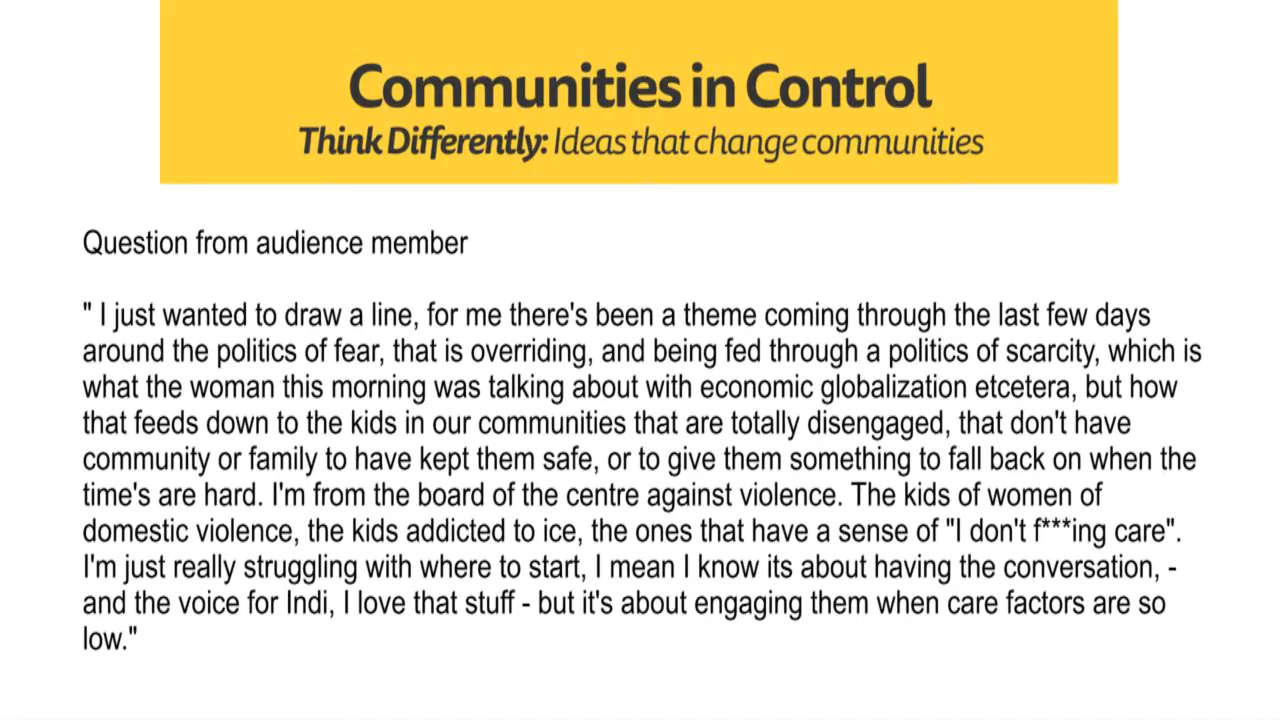 Communities in Control
Think Differently: Ideas that change communities
Question from audience member
" I just wanted to draw a line, for me there's been a theme coming through the last few days
around the politics of fear, that is overriding, and being fed through a politics of scarcity, which is
what the woman this morning was talking about with economic globalization etcetera, but how
that feeds down to the kids in our communities that are totally disengaged, that don't have
community or family to have kept them safe, or to give them something to fall back on when the
time's are hard. I'm from the board of the centre against violence. The kids of women of
domestic violence, the kids addicted to ice, the ones that have a sense of "I don't f***ing care".
I'm just really struggling with where to start, I mean I know its about having the conversation, -
and the voice for Indi, I love that stuff - but it's about engaging them when care factors are so
low."